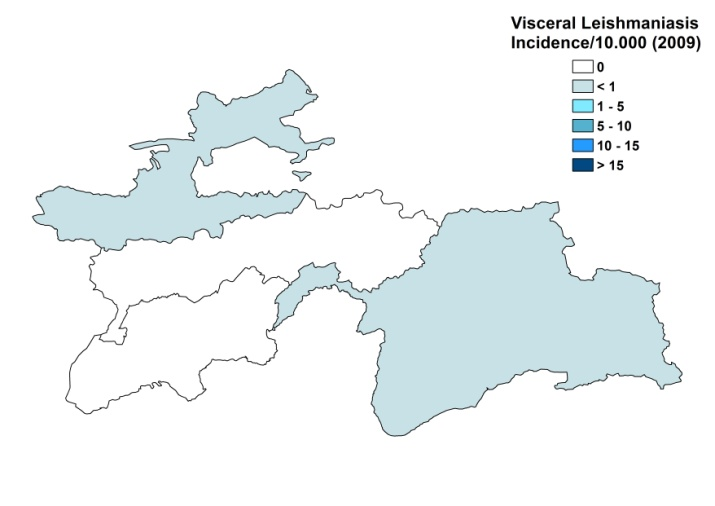 Visceral Leishmaniasis
Incidence/10.000 (2009)
0
< 1
1 - 5
5 - 10
10 - 15
> 15